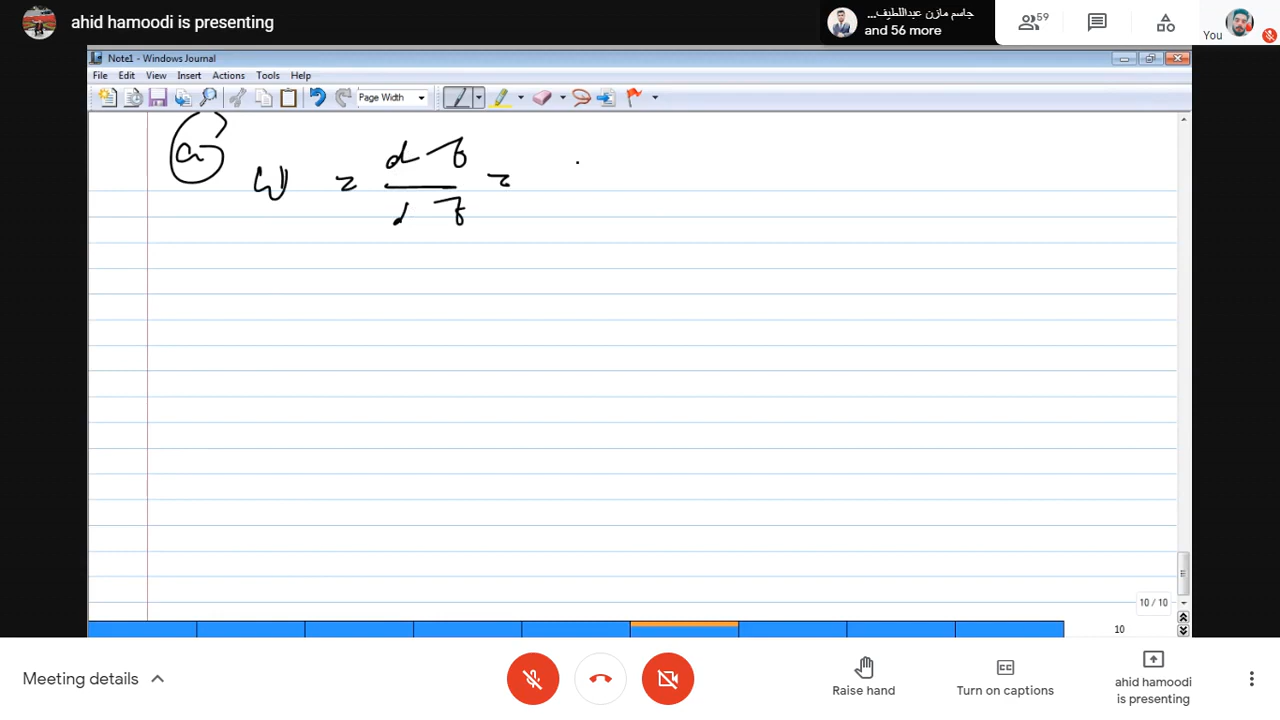 ahid hamoodi is presenting
جاسم مازن عبداللطيف...
and 56 more
59
You
Note1 - Windows Journal
File Edit View Insert Actions Tools Help
Page Width
a
W = d / d =
10 / 10
10
Meeting details
Raise hand
Turn on captions
ahid hamoodi
is presenting